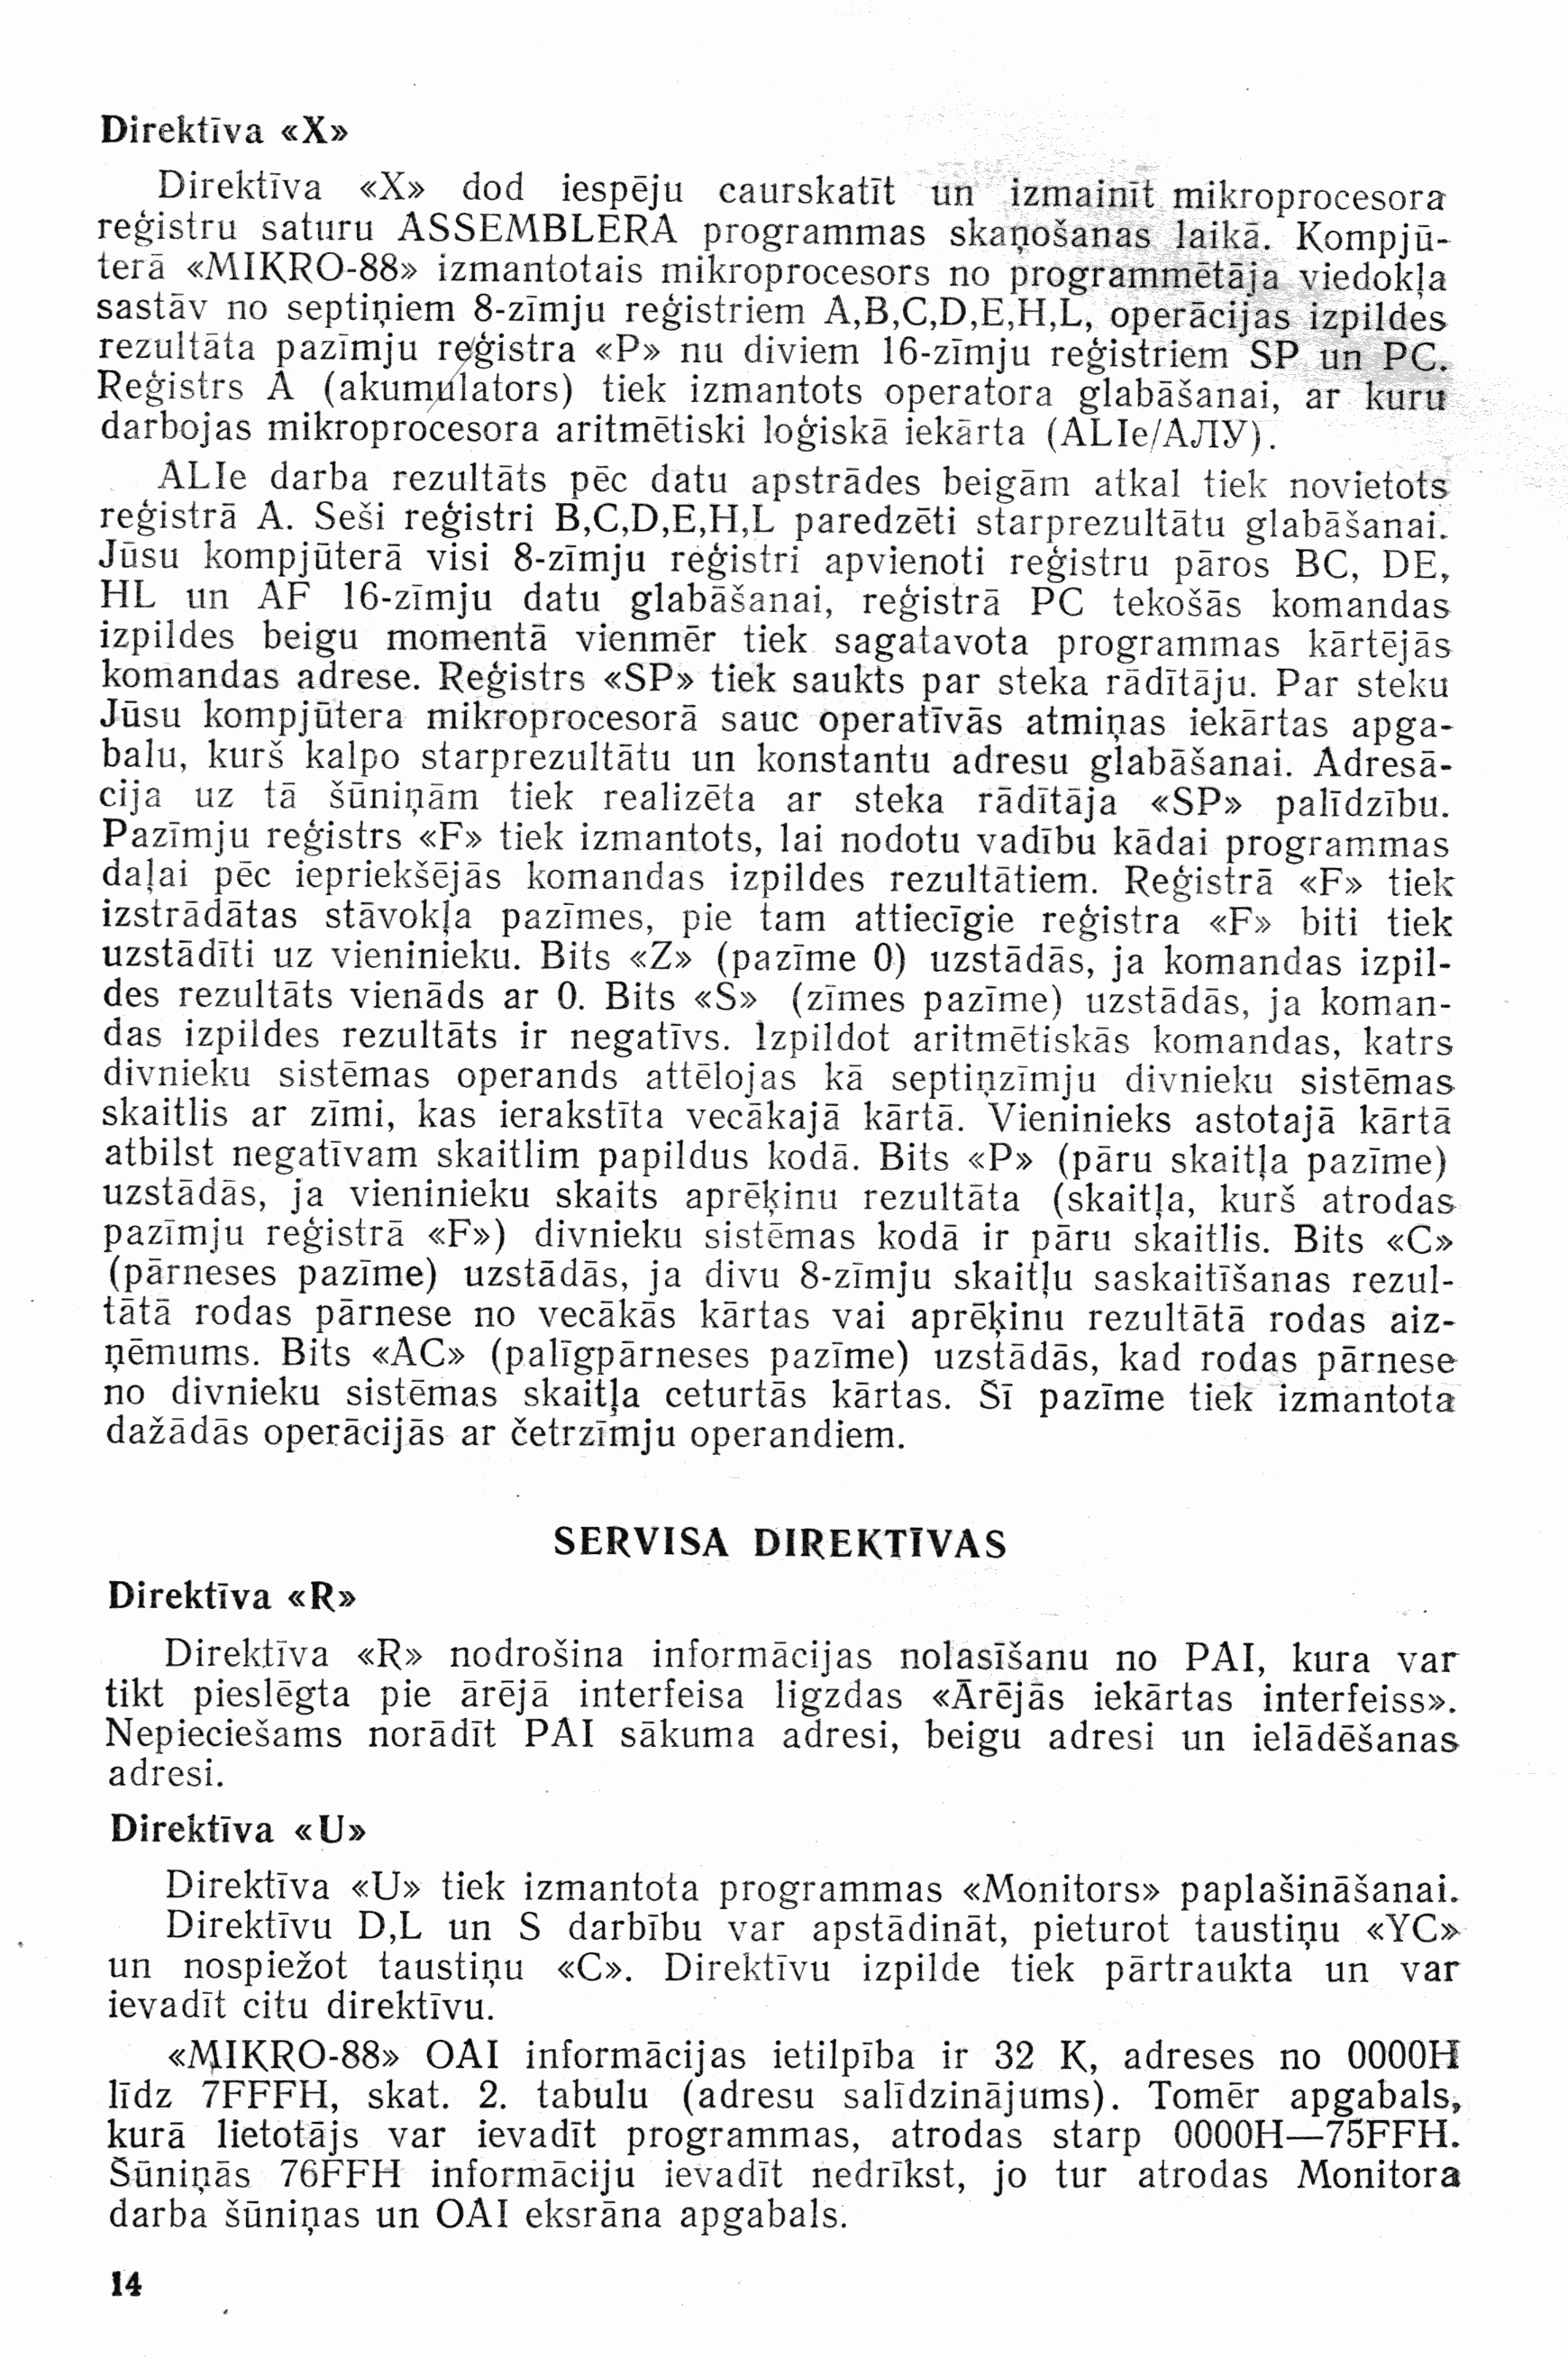 Direktīva «X»
Direktīva «X» dod iespēju caurskatīt un izmainīt mikroprocesora
reģistru saturu ASSEMBLERA programmas skaņošanas laikā. Kompjū-
terā «MIKRO-88» izmantotais mikroprocesors no programmētāja viedokļa
sastāv no septiņiem 8-zīmju reģistriem A,B,C,D,E,H,L, operācijas izpildes
rezultāta pazīmju reģistra «P» nu diviem 16-zīmju reģistriem SP un PC.
Reģistrs A (akumulators) tiek izmantots operatora glabāšanai, ar kuru
darbojas mikroprocesora aritmētiski loģiskā iekārta (ALIe/АЛУ).
ALIe darba rezultāts pēc datu apstrādes beigām atkal tiek novietots
reģistrā A. Seši reģistri B,C,D,E,H,L paredzēti starprezultātu glabāšanai.
Jūsu kompjūterā visi 8-zīmju reģistri apvienoti reģistru pāros BC, DE,
HL un AF 16-zīmju datu glabāšanai, reģistrā PC tekošās komandas
izpildes beigu momentā vienmēr tiek sagatavota programmas kārtējās
komandas adrese. Reģistrs «SP» tiek saukts par steka rādītāju. Par steku
Jūsu kompjūtera mikroprocesorā sauc operatīvās atmiņas iekārtas apga-
balu, kurš kalpo starprezultātu un konstantu adresu glabāšanai. Adresā-
cija uz tā šūniņām tiek realizēta ar steka rādītāja «SP» palīdzību.
Pazīmju reģistrs «F» tiek izmantots, lai nodotu vadību kādai programmas
daļai pēc iepriekšējās komandas izpildes rezultātiem. Reģistrā «F» tiek
izstrādātas stāvokļa pazīmes, pie tam attiecīgie reģistra «F» biti tiek
uzstādīti uz vieninieku. Bits «Z» (pazīme 0) uzstādās, ja komandas izpil-
des rezultāts vienāds ar 0. Bits «S» (zīmes pazīme) uzstādās, ja koman-
das izpildes rezultāts ir negatīvs. Izpildot aritmētiskās komandas, katrs
divnieku sistēmas operands attēlojas kā septiņzīmju divnieku sistēmas
skaitlis ar zīmi, kas ierakstīta vecākajā kārtā. Vieninieks astotajā kārtā
atbilst negatīvam skaitlim papildus kodā. Bits «P» (pāru skaitļa pazīme)
uzstādās, ja vieninieku skaits aprēķinu rezultāta (skaitļa, kurš atrodas
pazīmju reģistrā «F») divnieku sistēmas kodā ir pāru skaitlis. Bits «C»
(pārneses pazīme) uzstādās, ja divu 8-zīmju skaitļu saskaitīšanas rezul-
tātā rodas pārnese no vecākās kārtas vai aprēķinu rezultātā rodas aiz-
ņēmums. Bits «AC» (palīgpārneses pazīme) uzstādās, kad rodas pārnese
no divnieku sistēmas skaitļa ceturtās kārtas. Šī pazīme tiek izmantota
dažādās operācijās ar četrzīmju operandiem.
SERVISA DIREKTĪVAS
Direktīva «R»
Direktīva «R» nodrošina informācijas nolasīšanu no PAI, kura var
tikt pieslēgta pie ārējā interfeisa ligzdas «Ārējās iekārtas interfeiss».
Nepieciešams norādīt PAI sākuma adresi, beigu adresi un ielādēšanas
adresi.
Direktīva «U»
Direktīva «U» tiek izmantota programmas «Monitors» paplašināšanai.
Direktīvu D,L un S darbību var apstādināt, pieturot taustiņu «YC»
un nospiežot taustiņu «C». Direktīvu izpilde tiek pārtraukta un var
ievadīt citu direktīvu.
«MIKRO-88» OAI informācijas ietilpība ir 32 K, adreses no 0000H
līdz 7FFFH, skat. 2. tabulu (adresu salīdzinājums). Tomēr apgabals,
kurā lietotājs var ievadīt programmas, atrodas starp 0000H—75FFH.
Šūniņās 76FFH informāciju ievadīt nedrīkst, jo tur atrodas Monitora
darba šūniņas un OAI eksrāna apgabals.
14